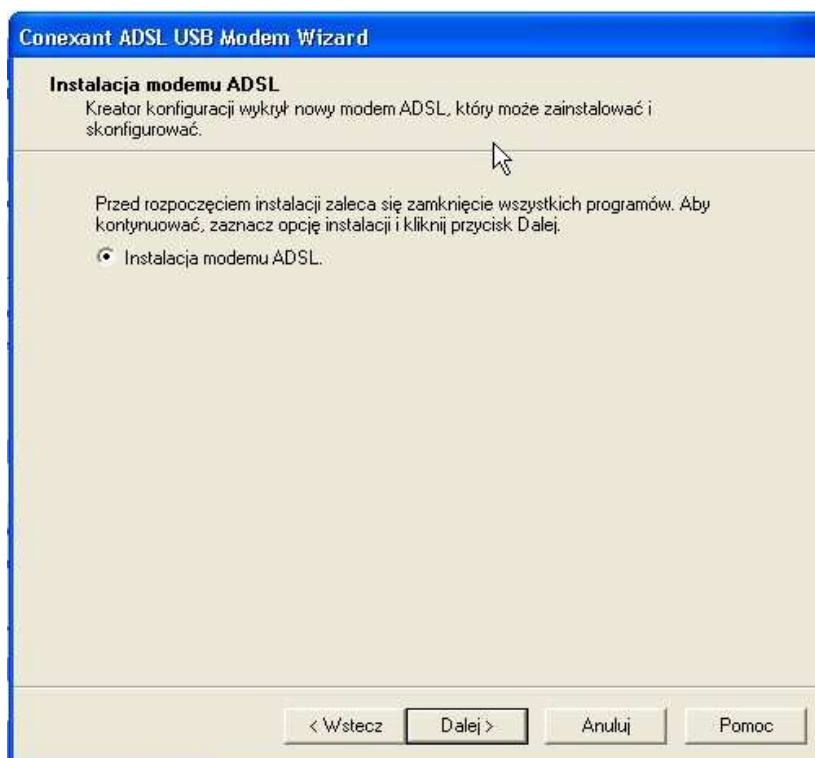 Conexant ADSL USB Modem Wizard
Instalacja modemu ADSL
Kreator konfiguracji wykrył nowy modem ADSL, który może zainstalować i
skonfigurować.
Przed rozpoczęciem instalacji zaleca się zamknięcie wszystkich programów. Aby
kontynuować, zaznacz opcję instalacji i kliknij przycisk Dalej.
Instalacja modemu ADSL.
< Wstecz Dalej > Anuluj Pomoc